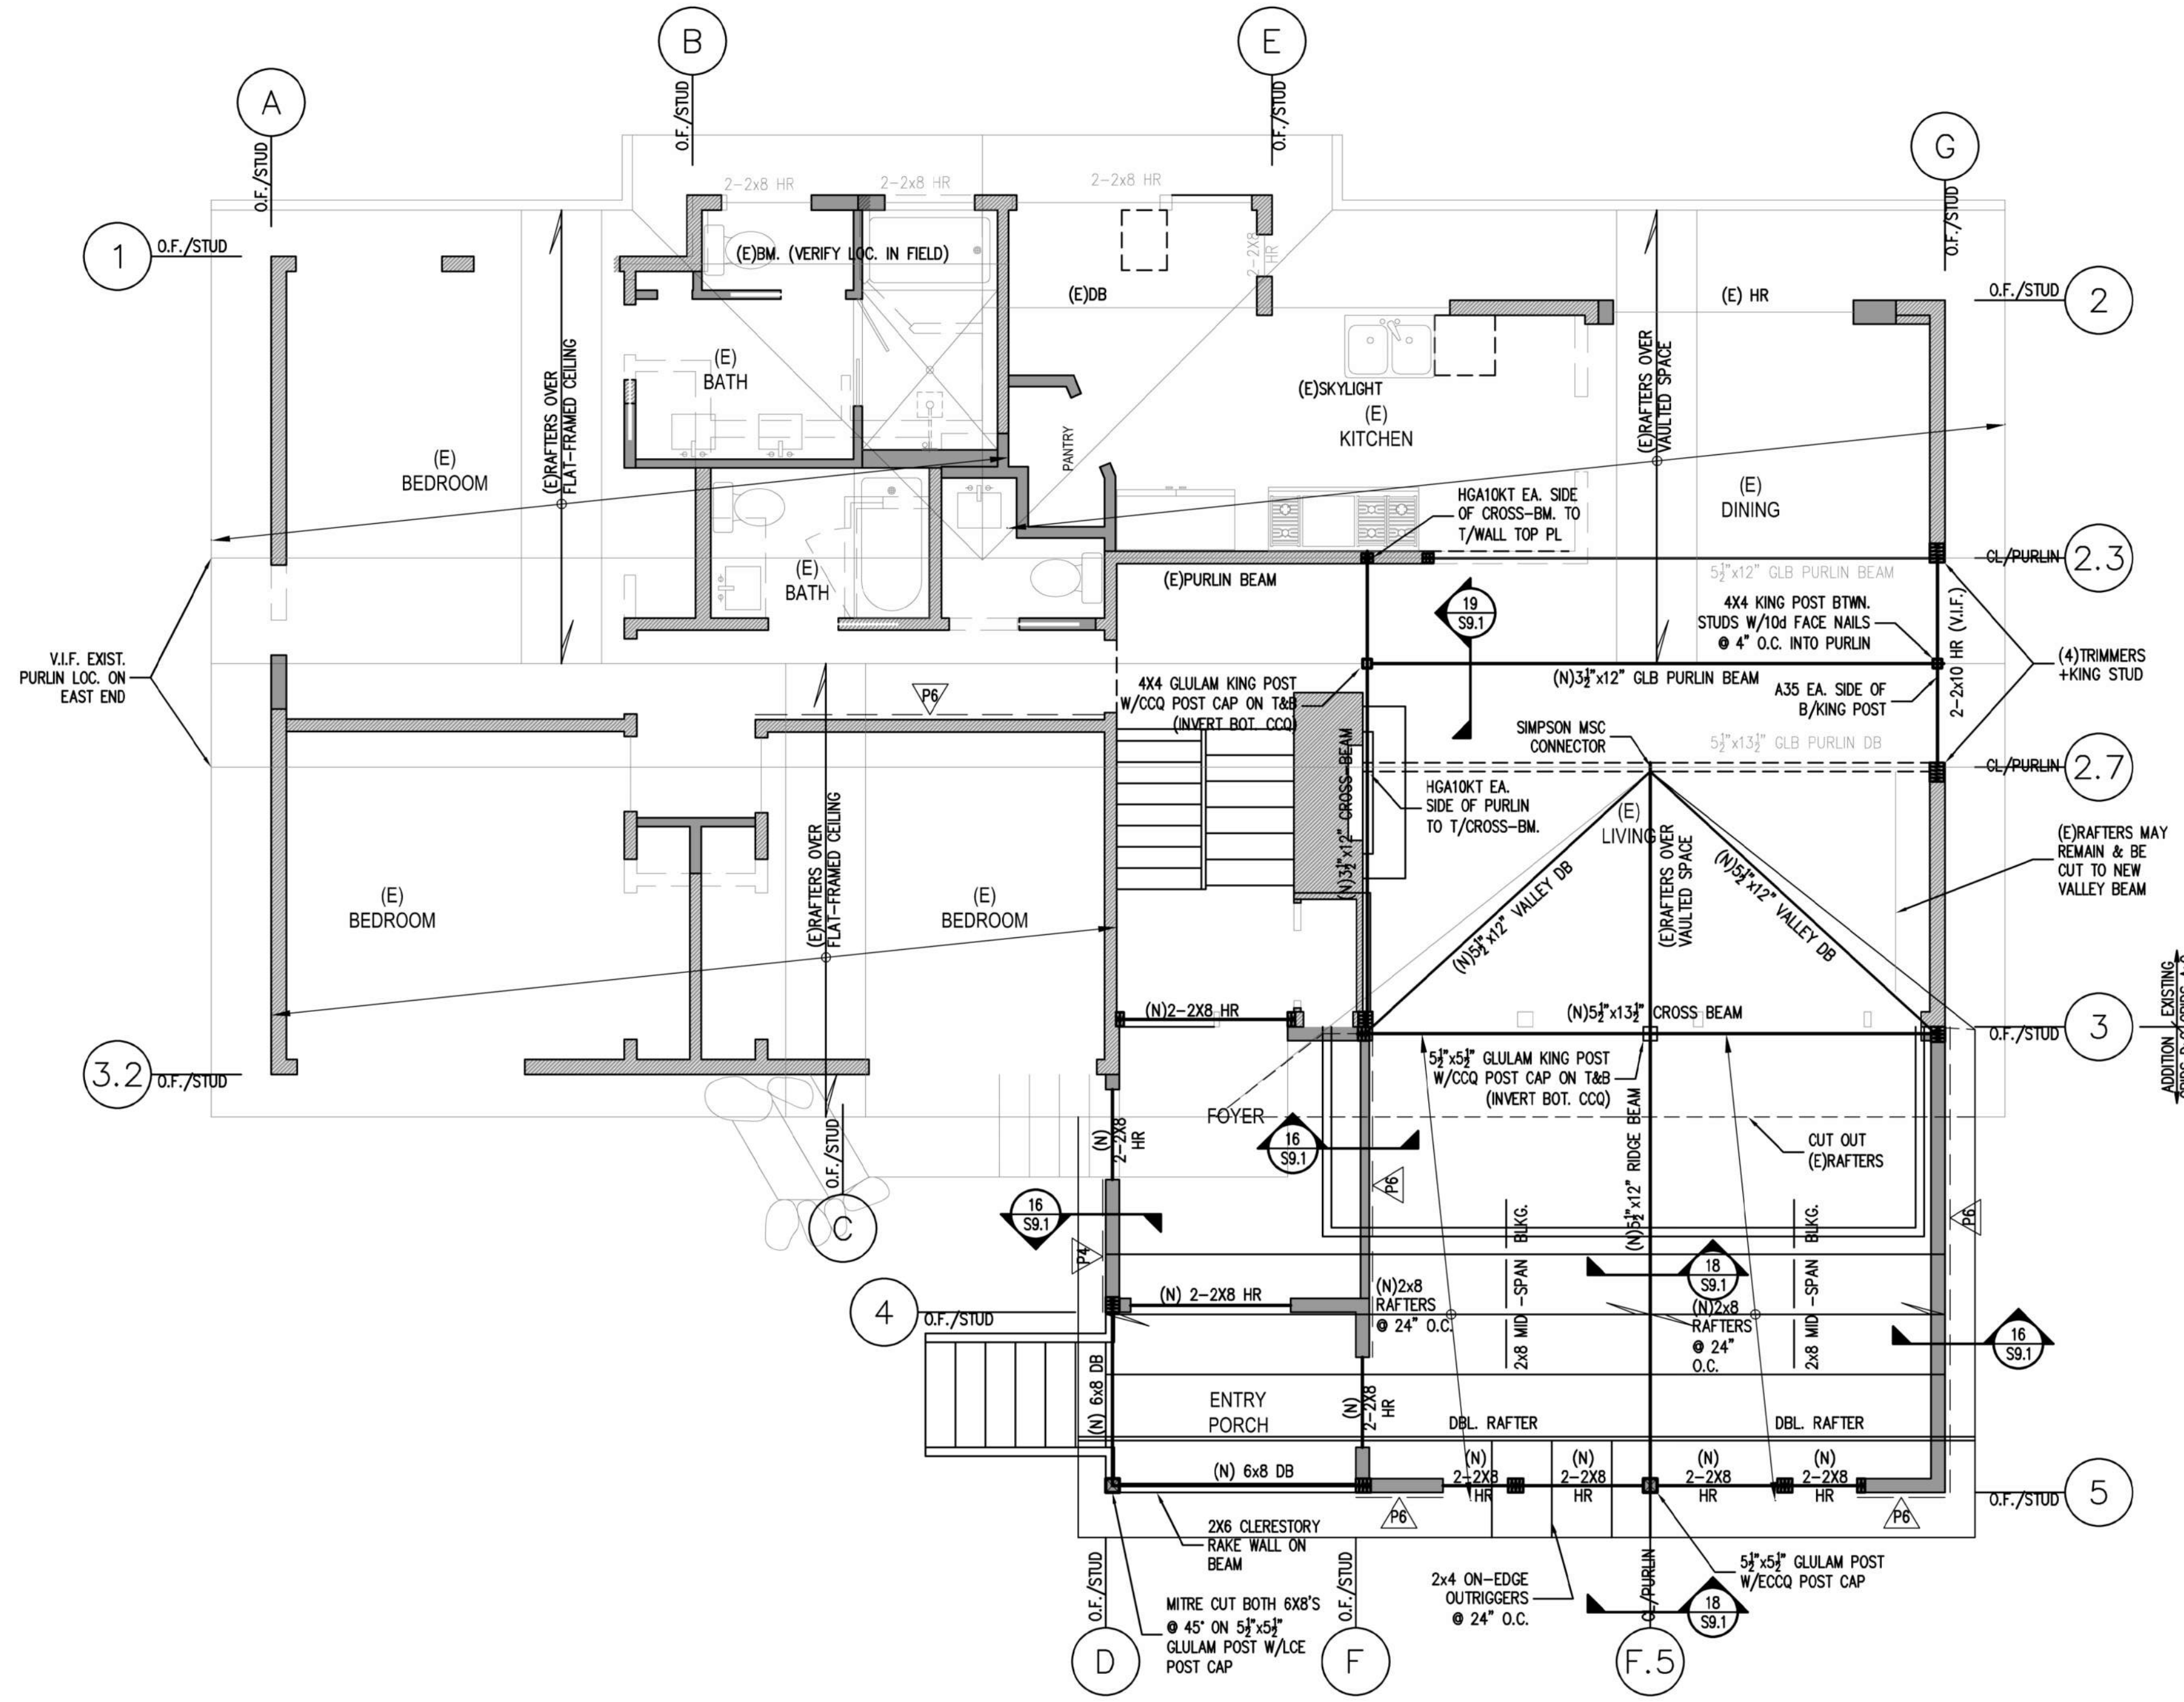 A
B
E
G
O.F./STUD
O.F./STUD
O.F./STUD
O.F./STUD
1
O.F./STUD
2
O.F./STUD
2-2x8 HR
2-2x8 HR
2-2x8 HR
2-2X8
HR
(E)BM. (VERIFY LOC. IN FIELD)
(E)DB
(E) HR
(E)
BATH
(E)RAFTERS OVER
FLAT-FRAMED CEILING
(E)
BEDROOM
PANTRY
(E)SKYLIGHT
(E)
KITCHEN
(E)RAFTERS OVER
VAULTED SPACE
(E)
DINING
HGA10KT EA. SIDE
OF CROSS-BM. TO
T/WALL TOP PL
(E)
BATH
(E)PURLIN BEAM
19
S9.1
5½"x12" GLB PURLIN BEAM
CL/PURLIN
2.3
4X4 KING POST BTWN.
STUDS W/10d FACE NAILS
@ 4" O.C. INTO PURLIN
2-2x10 HR (V.I.F.)
(4)TRIMMERS
+KING STUD
V.I.F. EXIST.
PURLIN LOC. ON
EAST END
P6
4X4 GLULAM KING POST
W/CCQ POST CAP ON T&B
(INVERT BOT. CCQ)
(N)3½"x12" GLB PURLIN BEAM
A35 EA. SIDE OF
B/KING POST
SIMPSON MSC
CONNECTOR
5½"x13½" GLB PURLIN DB
CL/PURLIN
2.7
(N)3½"x12" CROSS-BEAM
HGA10KT EA.
SIDE OF PURLIN
TO T/CROSS-BM.
(E)
LIVING
(E)RAFTERS OVER
VAULTED SPACE
(N)5½"x12" VALLEY DB
(N)5½"x12" VALLEY DB
(E)RAFTERS MAY
REMAIN & BE
CUT TO NEW
VALLEY BEAM
(E)
BEDROOM
(E)RAFTERS OVER
FLAT-FRAMED CEILING
(E)
BEDROOM
(N)2-2X8 HR
(N)5½"x13½" CROSS BEAM
O.F./STUD
3
ADDITION
EXISTING
3.2
O.F./STUD
5½"x5½" GLULAM KING POST
W/CCQ POST CAP ON T&B
(INVERT BOT. CCQ)
FOYER
16
S9.1
CUT OUT
(E)RAFTERS
(N)
2-2X8
HR
O.F./STUD
C
16
S9.1
P4
P6
(N)5½"x12" RIDGE BEAM
2x8 MID -SPAN BLKG.
2x8 MID -SPAN BLKG.
P6
18
S9.1
4
O.F./STUD
(N) 2-2X8 HR
(N)2x8
RAFTERS
@ 24" O.C.
(N)2x8
RAFTERS
@ 24"
O.C.
16
S9.1
(N) 6x8 DB
ENTRY
PORCH
(N)
2-2X8
HR
DBL. RAFTER
DBL. RAFTER
(N) 6x8 DB
(N)
2-2X8
HR
(N)
2-2X8
HR
(N)
2-2X8
HR
(N)
2-2X8
HR
O.F./STUD
5
P6
P6
2X6 CLERESTORY
RAKE WALL ON
BEAM
2x4 ON-EDGE
OUTRIGGERS
@ 24" O.C.
5½"x5½" GLULAM POST
W/ECCQ POST CAP
MITRE CUT BOTH 6X8'S
@ 45° ON 5½"x5½"
GLULAM POST W/LCE
POST CAP
18
S9.1
O.F./STUD
O.F./STUD
CL/PURLIN
D
F
F.5